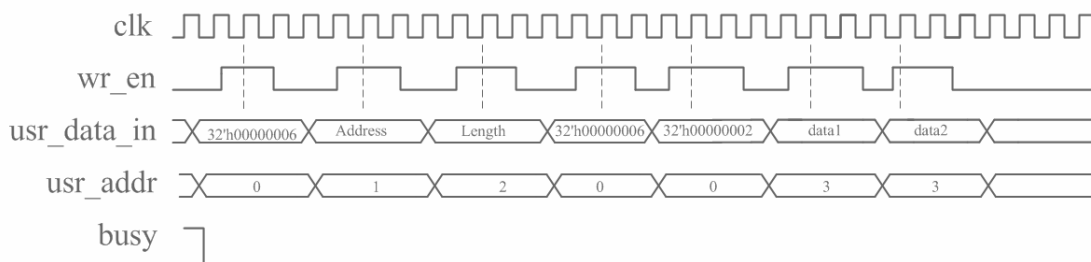 clk
wr_en
usr_data_in 32'h00000006 Address Length 32'h00000006 32'h00000002 data1 data2
usr_addr 0 1 2 0 0 3 3
busy